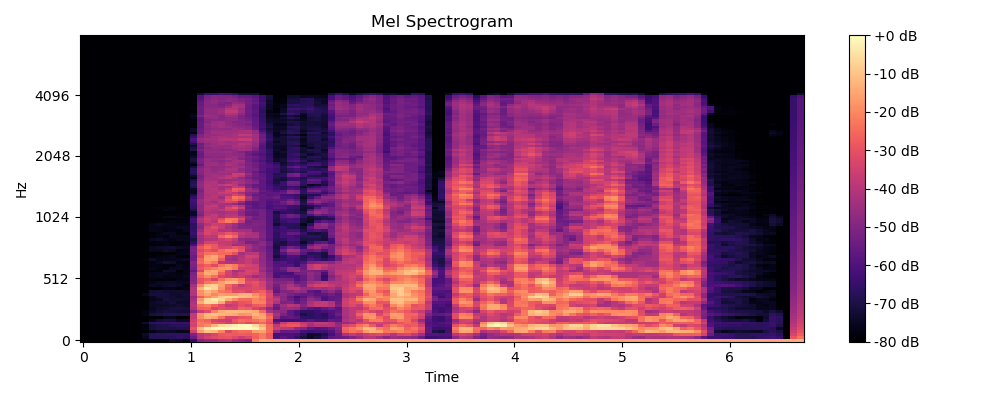 Mel Spectrogram
Hz
4096
2048
1024
512
0
0 1 2 3 4 5 6
Time
+0 dB
-10 dB
-20 dB
-30 dB
-40 dB
-50 dB
-60 dB
-70 dB
-80 dB